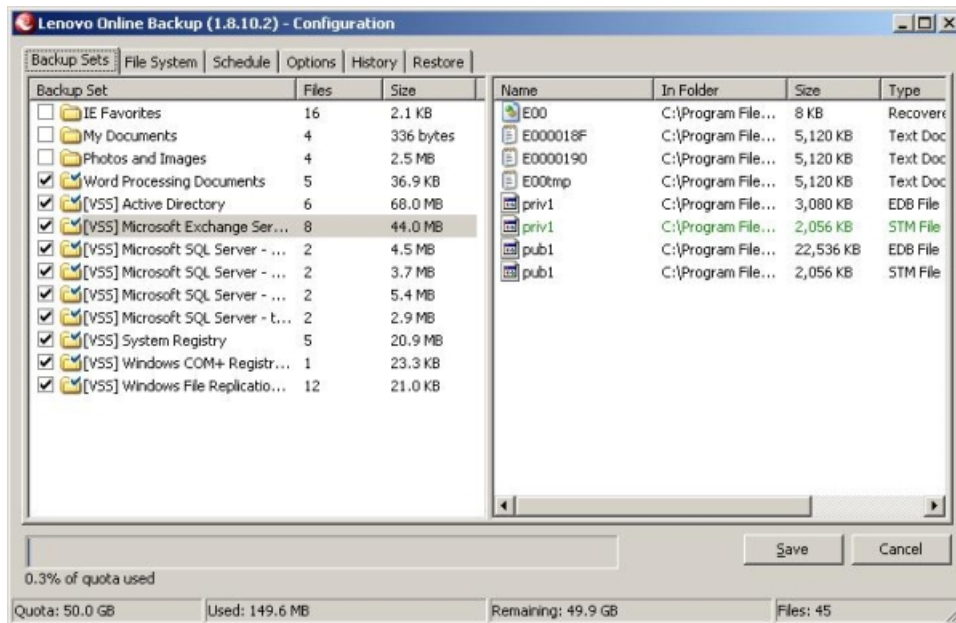 Lenovo Online Backup (1.8.10.2) - Configuration
Backup Sets File System Schedule Options History Restore
Backup Set Files Size
IE Favorites 16 2.1 KB
My Documents 4 336 bytes
Photos and Images 4 2.5 MB
Word Processing Documents 5 36.9 KB
[VSS] Active Directory 6 68.0 MB
[VSS] Microsoft Exchange Ser... 8 44.0 MB
[VSS] Microsoft SQL Server - ... 2 4.5 MB
[VSS] Microsoft SQL Server - ... 2 3.7 MB
[VSS] Microsoft SQL Server - ... 2 5.4 MB
[VSS] Microsoft SQL Server - t... 2 2.9 MB
[VSS] System Registry 5 20.9 MB
[VSS] Windows COM+ Registr... 1 23.3 KB
[VSS] Windows File Replicatio... 12 21.0 KB
Name In Folder Size Type
E00 C:\Program File... 8 KB Recovere
E000018F C:\Program File... 5,120 KB Text Doc
E0000190 C:\Program File... 5,120 KB Text Doc
E00tmp C:\Program File... 5,120 KB Text Doc
priv1 C:\Program File... 3,080 KB EDB File
priv1 C:\Program File... 2,056 KB STM File
pub1 C:\Program File... 22,536 KB EDB File
pub1 C:\Program File... 2,056 KB STM File
Save Cancel
0.3% of quota used
Quota: 50.0 GB Used: 149.6 MB Remaining: 49.9 GB Files: 45